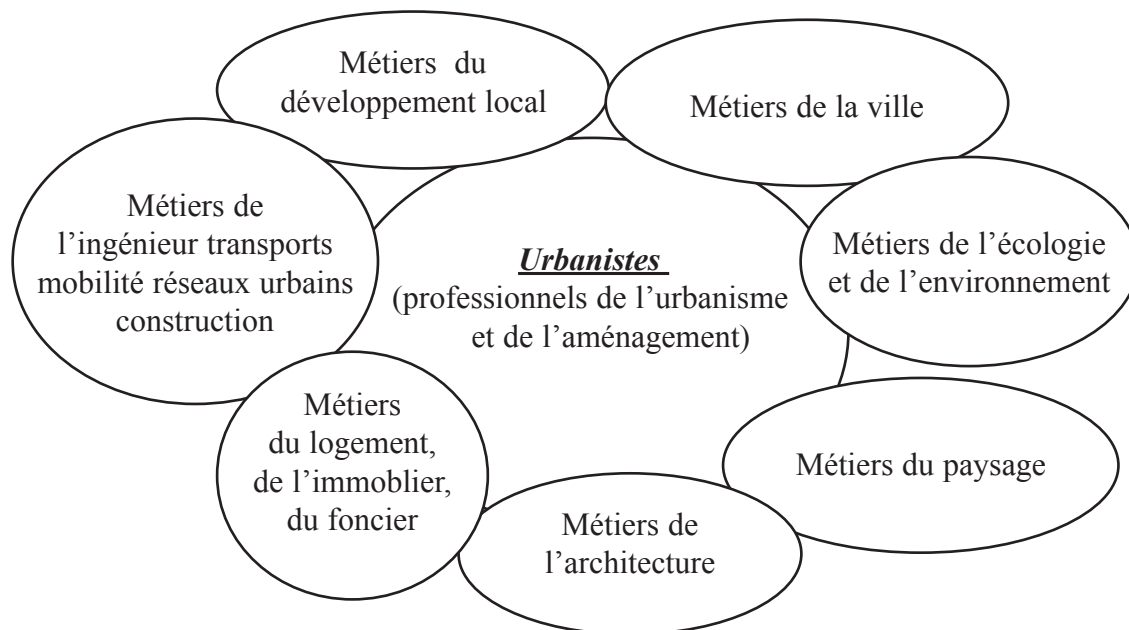 Métiers du
développement local
Métiers de la ville
Métiers de
l’ingénieur transports
mobilité réseaux urbains
construction
Urbanistes
(professionnels de l’urbanisme
et de l’aménagement)
Métiers de l’écologie
et de l’environnement
Métiers
du logement,
de l’immoblier,
du foncier
Métiers de
l’architecture
Métiers du paysage